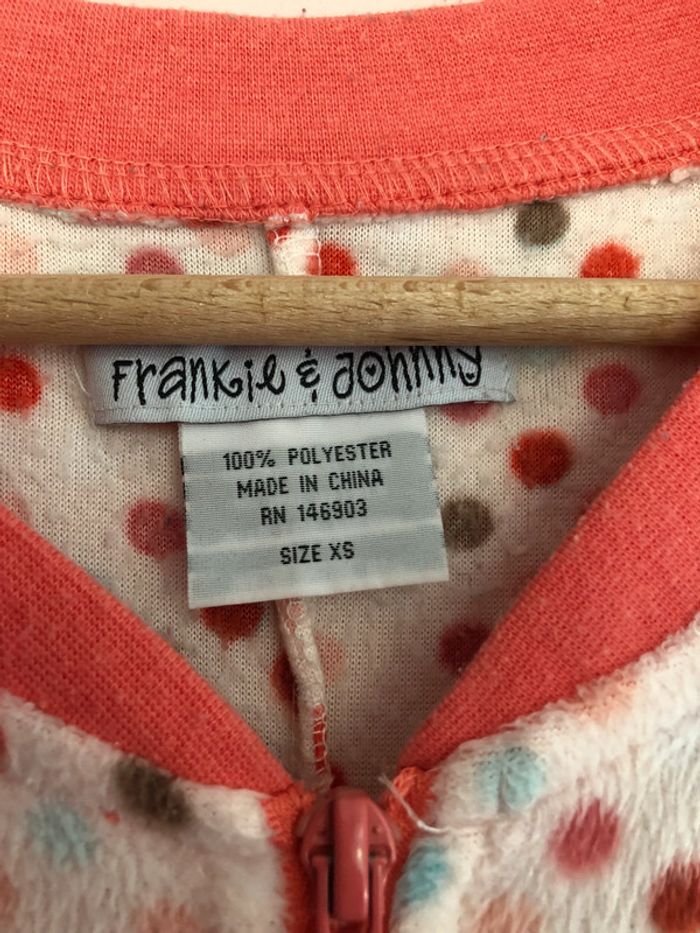 Frankie & Johnny
100% POLYESTER
MADE IN CHINA
RN 146903
SIZE XS